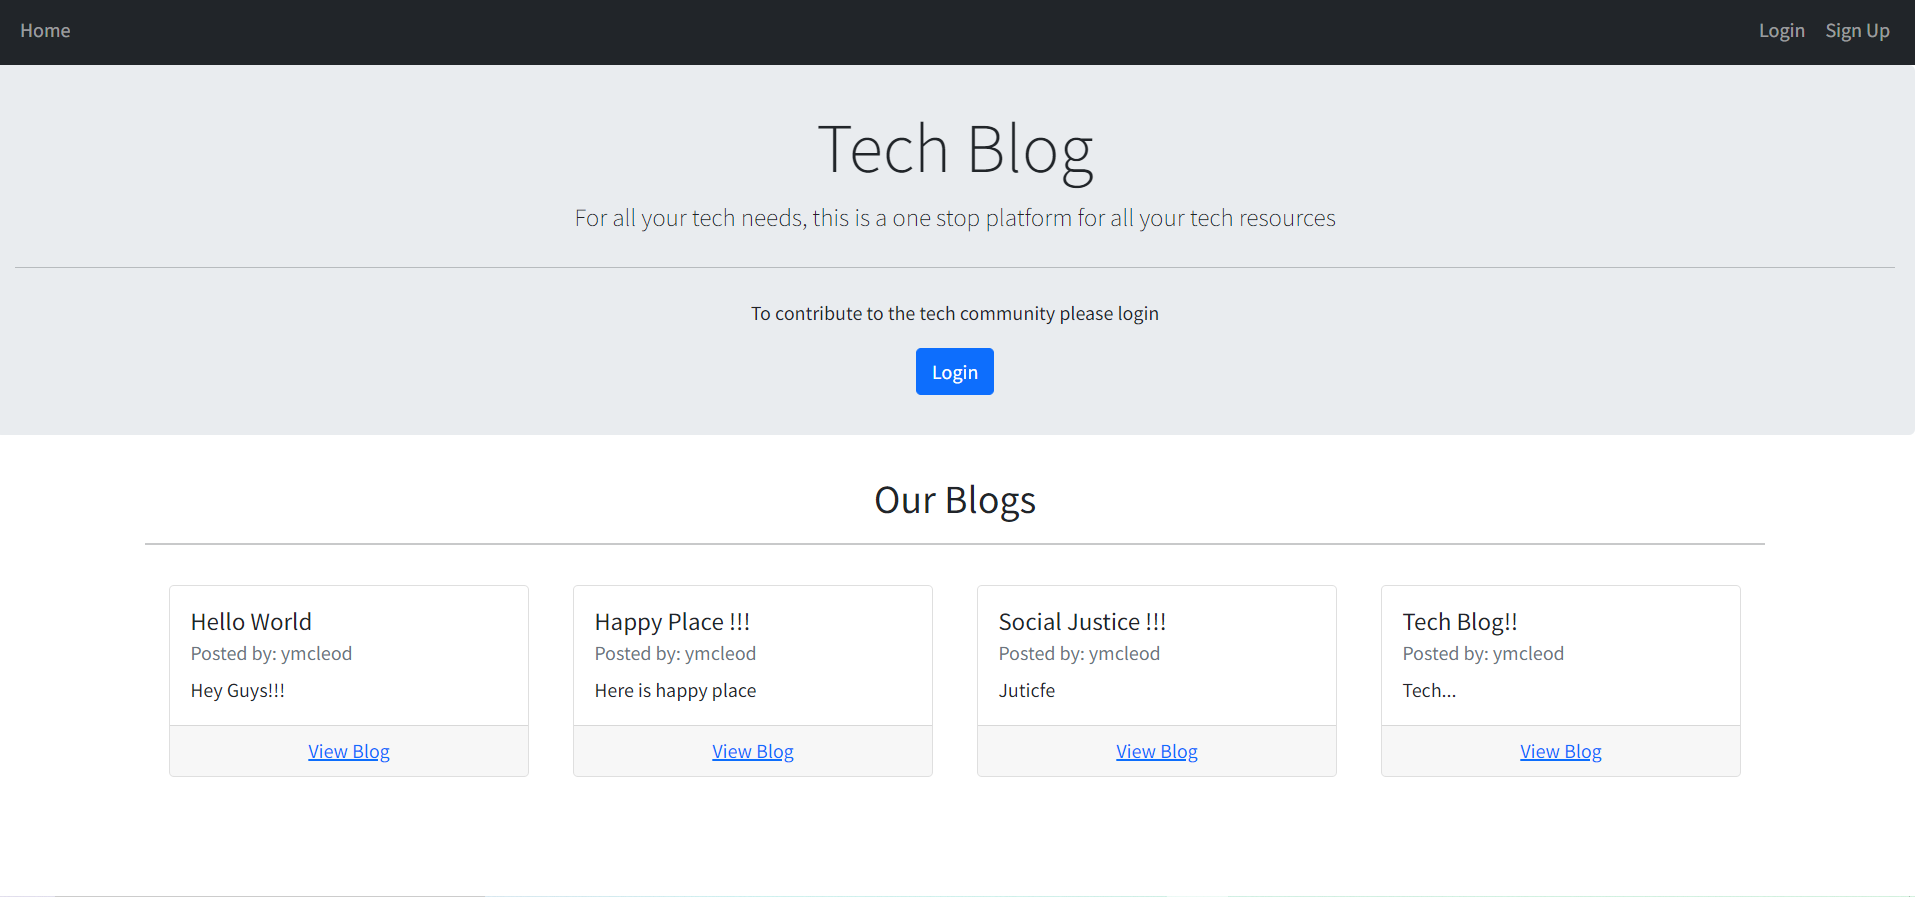 Home
Login
Sign Up
Tech Blog
For all your tech needs, this is a one stop platform for all your tech resources
To contribute to the tech community please login
Login
Our Blogs
Hello World
Posted by: ymcleod
Hey Guys!!!
View Blog
Happy Place !!!
Posted by: ymcleod
Here is happy place
View Blog
Social Justice !!!
Posted by: ymcleod
Juticfe
View Blog
Tech Blog!!
Posted by: ymcleod
Tech...
View Blog